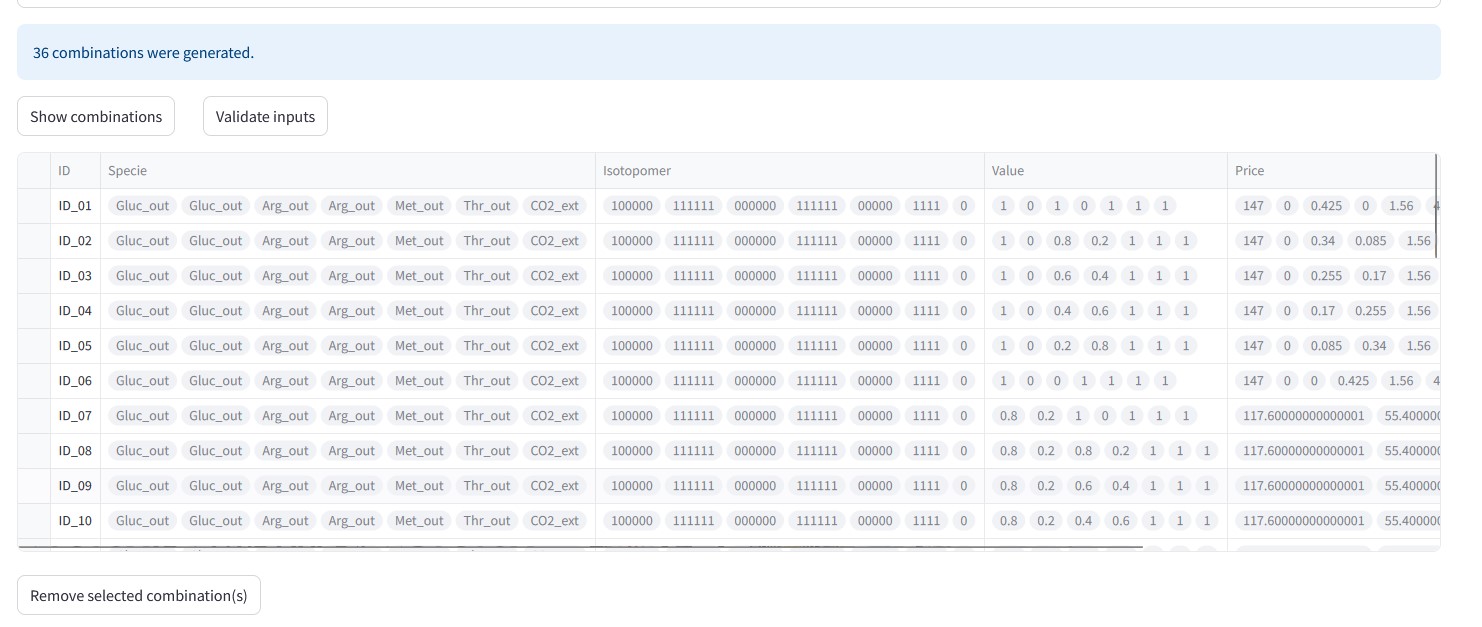 36 combinations were generated.
Show combinations Validate inputs
ID Specie Isotopomer Value Price
ID_01 Gluc_out Gluc_out Arg_out Arg_out Met_out Thr_out CO2_ext 100000 111111 000000 111111 00000 1111 0 1 0 1 0 1 1 1 147 0 0.425 0 1.56
ID_02 Gluc_out Gluc_out Arg_out Arg_out Met_out Thr_out CO2_ext 100000 111111 000000 111111 00000 1111 0 1 0 0.8 0.2 1 1 1 147 0 0.34 0.085 1.56
ID_03 Gluc_out Gluc_out Arg_out Arg_out Met_out Thr_out CO2_ext 100000 111111 000000 111111 00000 1111 0 1 0 0.6 0.4 1 1 1 147 0 0.255 0.17 1.56
ID_04 Gluc_out Gluc_out Arg_out Arg_out Met_out Thr_out CO2_ext 100000 111111 000000 111111 00000 1111 0 1 0 0.4 0.6 1 1 1 147 0 0.17 0.255 1.56
ID_05 Gluc_out Gluc_out Arg_out Arg_out Met_out Thr_out CO2_ext 100000 111111 000000 111111 00000 1111 0 1 0 0.2 0.8 1 1 1 147 0 0.085 0.34 1.56
ID_06 Gluc_out Gluc_out Arg_out Arg_out Met_out Thr_out CO2_ext 100000 111111 000000 111111 00000 1111 0 1 0 0 1 1 1 1 147 0 0 0.425 1.56 4
ID_07 Gluc_out Gluc_out Arg_out Arg_out Met_out Thr_out CO2_ext 100000 111111 000000 111111 00000 1111 0 0.8 0.2 1 0 1 1 1 117.60000000000001 55.400000
ID_08 Gluc_out Gluc_out Arg_out Arg_out Met_out Thr_out CO2_ext 100000 111111 000000 111111 00000 1111 0 0.8 0.2 0.8 0.2 1 1 1 117.60000000000001 55.400000
ID_09 Gluc_out Gluc_out Arg_out Arg_out Met_out Thr_out CO2_ext 100000 111111 000000 111111 00000 1111 0 0.8 0.2 0.6 0.4 1 1 1 117.60000000000001 55.400000
ID_10 Gluc_out Gluc_out Arg_out Arg_out Met_out Thr_out CO2_ext 100000 111111 000000 111111 00000 1111 0 0.8 0.2 0.4 0.6 1 1 1 117.60000000000001 55.400000
Remove selected combination(s)